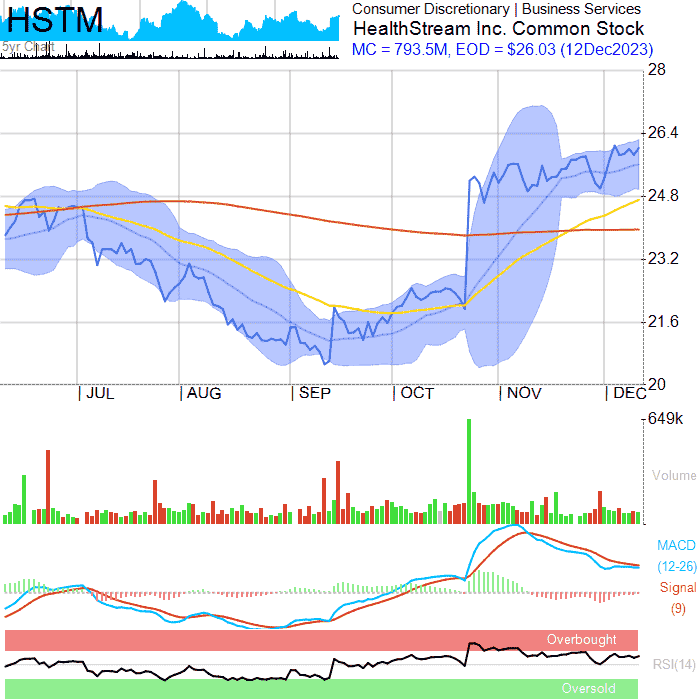 HSTM
5yr Chart
Consumer Discretionary | Business Services
HealthStream Inc. Common Stock
MC = 793.5M, EOD = $26.03 (12Dec2023)
28
26.4
24.8
23.2
21.6
20
JUL
AUG
SEP
OCT
NOV
DEC
649k
Volume
MACD
(12-26)
Signal
(9)
Overbought
RSI(14)
Oversold